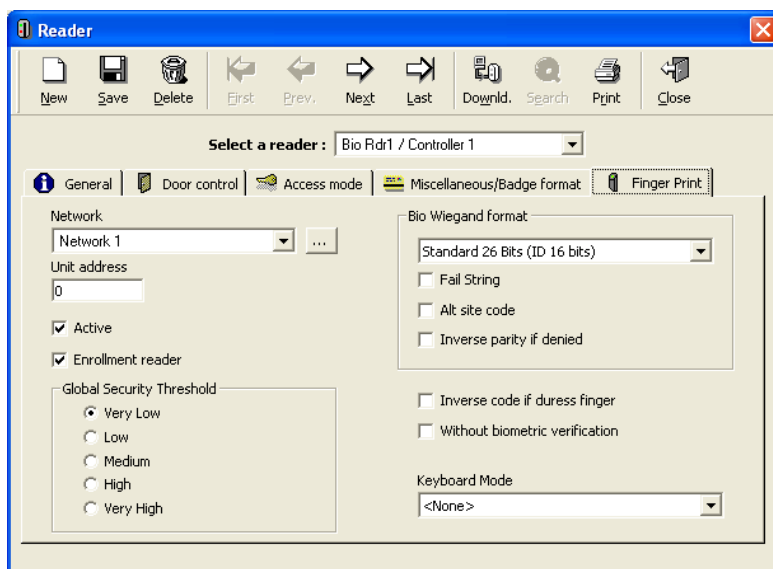 Reader
New Save Delete First Prev. Next Last Downld. Search Print Close
Select a reader : Bio Rdr1 / Controller 1
General Door control Access mode Miscellaneous/Badge format Finger Print
Network
Network 1 ...
Unit address
0
Active
Enrollment reader
Global Security Threshold
Very Low
Low
Medium
High
Very High
Bio Wiegand format
Standard 26 Bits (ID 16 bits)
Fail String
Alt site code
Inverse parity if denied
Inverse code if duress finger
Without biometric verification
Keyboard Mode
<None>